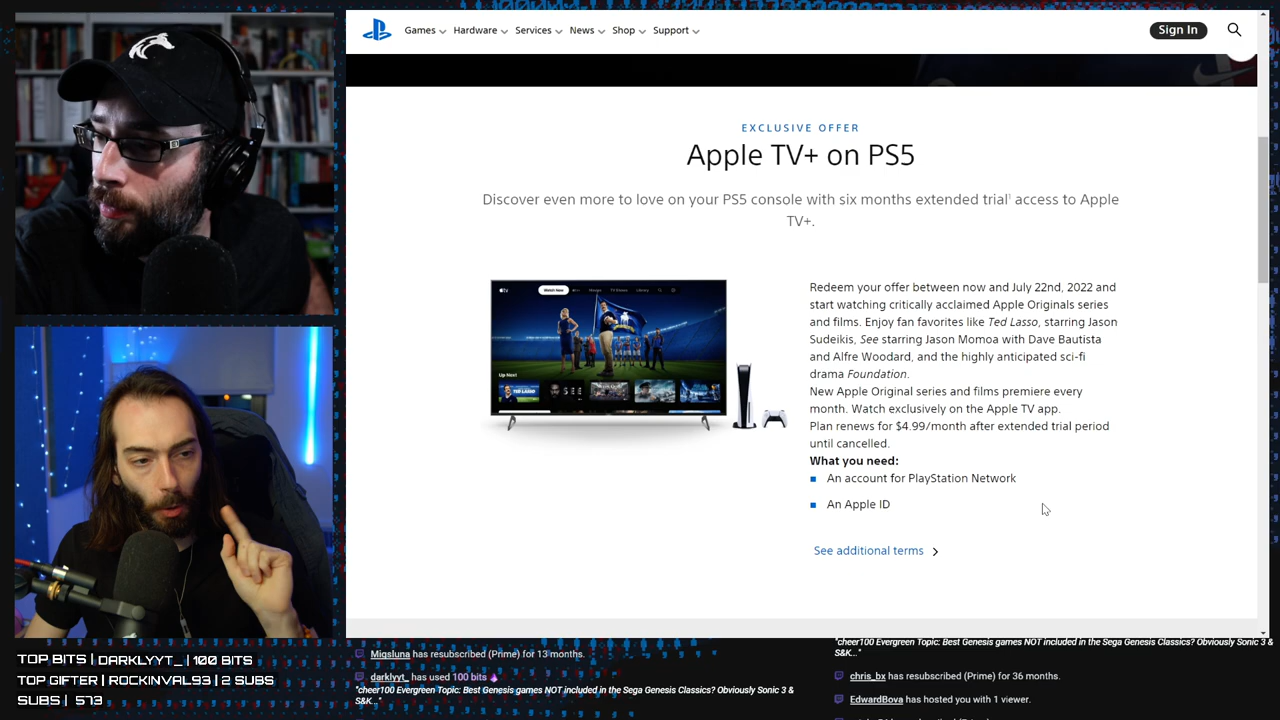 Games
Hardware
Services
News
Shop
Support
Sign In
EXCLUSIVE OFFER
Apple TV+ on PS5
Discover even more to love on your PS5 console with six months extended trial¹ access to Apple
TV+.
Redeem your offer between now and July 22nd, 2022 and
start watching critically acclaimed Apple Originals series
and films. Enjoy fan favorites like Ted Lasso, starring Jason
Sudeikis, See starring Jason Momoa with Dave Bautista
and Alfre Woodard, and the highly anticipated sci-fi
drama Foundation.
New Apple Original series and films premiere every
month. Watch exclusively on the Apple TV app.
Plan renews for $4.99/month after extended trial period
until cancelled.
What you need:
An account for PlayStation Network
An Apple ID
See additional terms
Watch Now
Up Next
TOP BITS | DARKLYYT_ | 100 BITS
TOP GIFTER | ROCKINVAL93 | 2 SUBS
SUBS | 573
Migsluna has resubscribed (Prime) for 13 months.
darklyyt_ has used 100 bits
"cheer100 Evergreen Topic: Best Genesis games NOT included in the Sega Genesis Classics? Obviously Sonic 3 &
S&K..."
"cheer100 Evergreen Topic: Best Genesis games NOT included in the Sega Genesis Classics? Obviously Sonic 3 &
S&K..."
chris_bx has resubscribed (Prime) for 36 months.
EdwardBova has hosted you with 1 viewer.